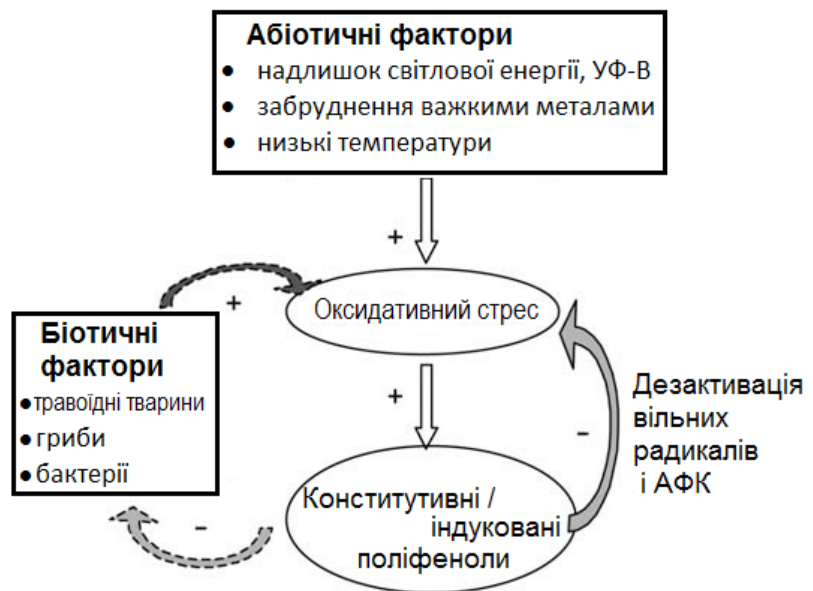 Абіотичні фактори
● надлишок світлової енергії, УФ-В
● забруднення важкими металами
● низькі температури
+
Оксидативний стрес
+
Біотичні
фактори
●травоїдні тварини
●гриби
●бактерії
+
-
Дезактивація
вільних
радикалів
і АФК
-
Конститутивні /
індуковані
поліфеноли